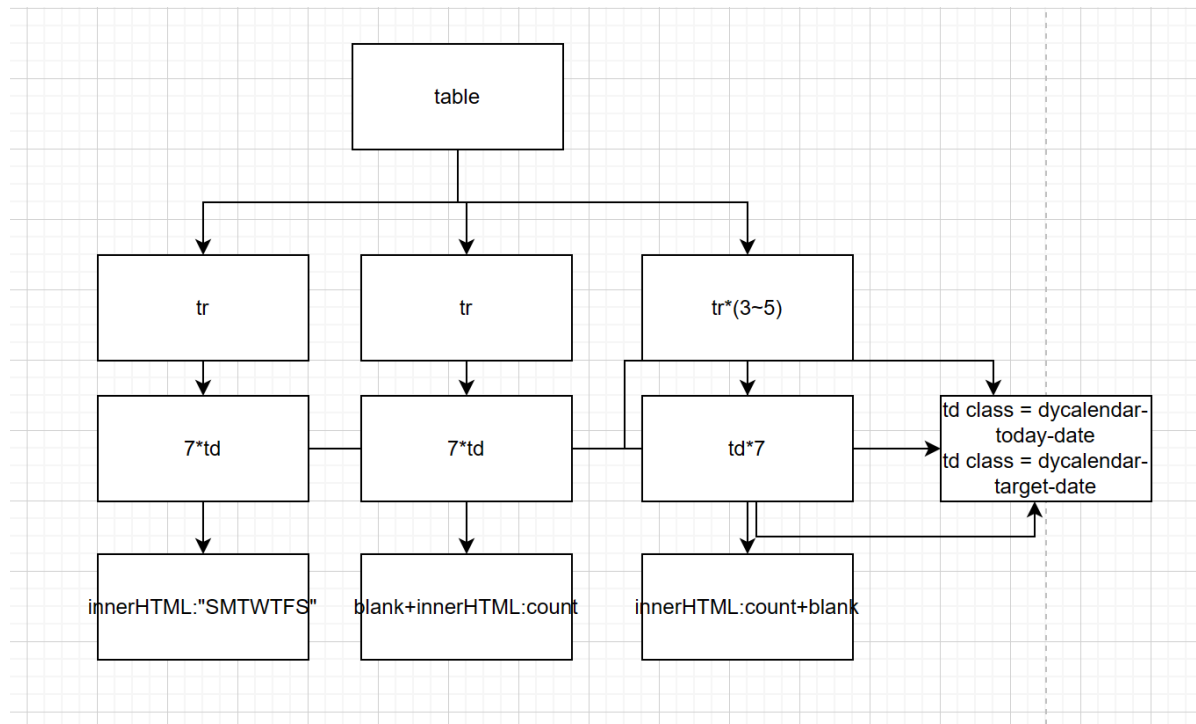 table
tr
tr
tr*(3~5)
7*td
7*td
td*7
td class = dycalendar-
today-date
td class = dycalendar-
target-date
innerHTML:"SMTWTFS"
blank+innerHTML:count
innerHTML:count+blank